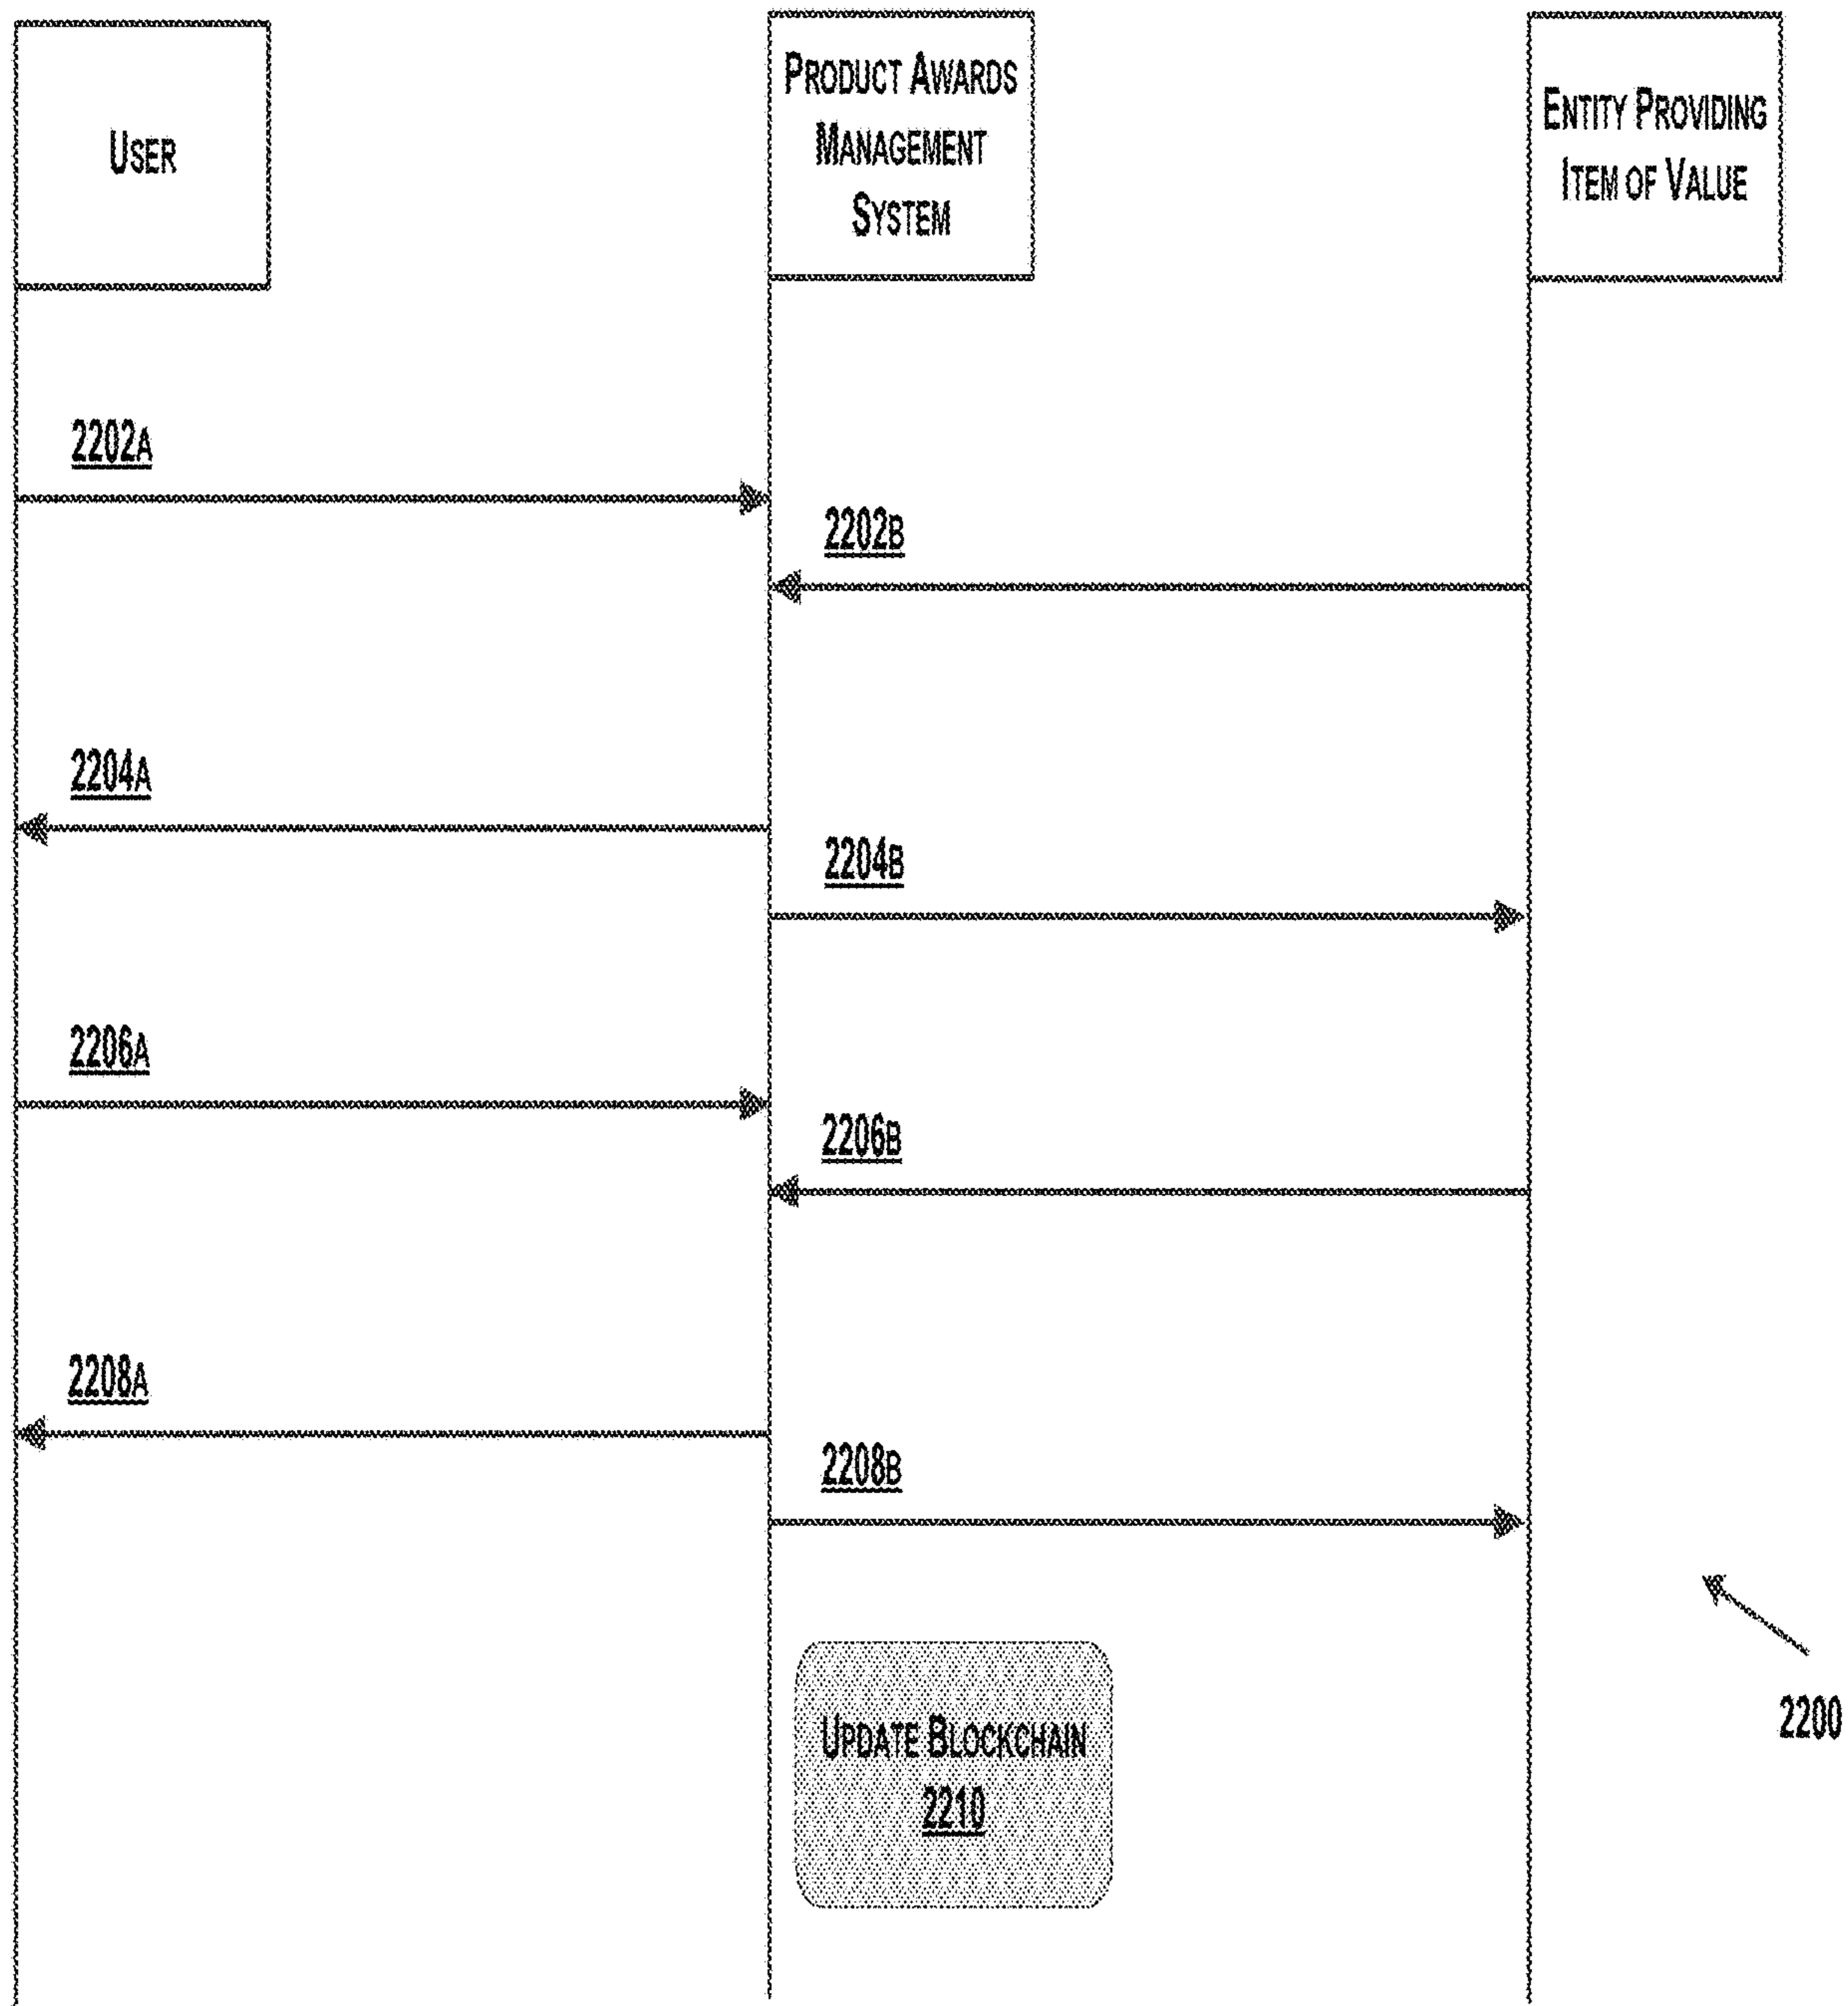 USER
PRODUCT AWARDS
MANAGEMENT
SYSTEM
ENTITY PROVIDING
ITEM OF VALUE
2202A
2202B
2204A
2204B
2206A
2206B
2208A
2208B
UPDATE BLOCKCHAIN
2210
2200